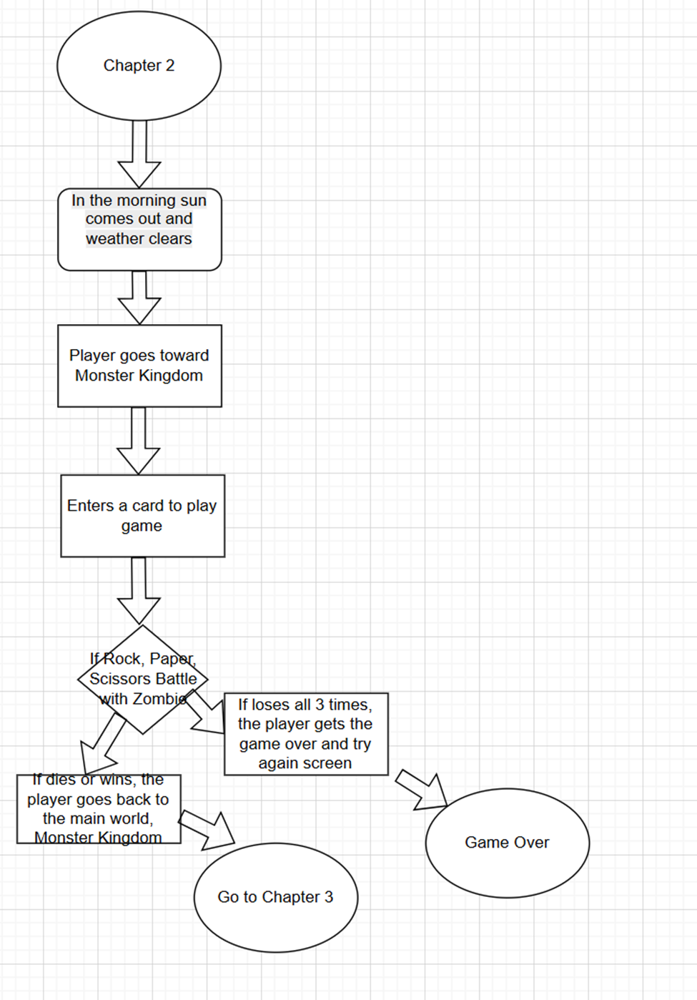 Chapter 2
In the morning sun
comes out and
weather clears
Player goes toward
Monster Kingdom
Enters a card to play
game
If Rock, Paper,
Scissors Battle
with Zombie
If loses all 3 times,
the player gets the
game over and try
again screen
If dies or wins, the
player goes back to
the main world,
Monster Kingdom
Game Over
Go to Chapter 3